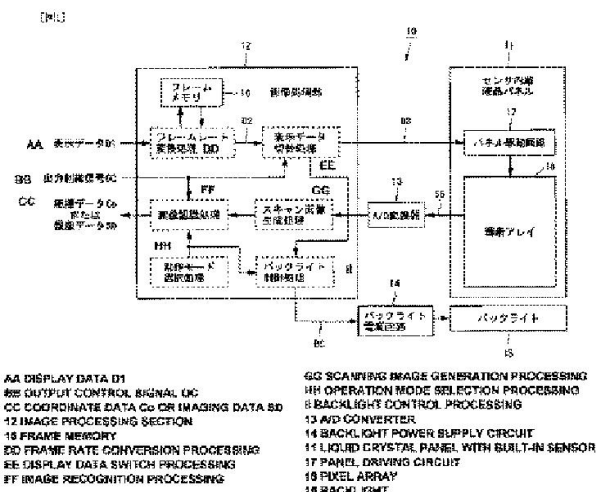 [図1]
10
12
11
フレーム
メモリ
16
画像処理部
センサ内蔵
液晶パネル
17
AA 表示データD1
フレームレート
変換処理 DD
D2
表示データ
切替処理
D3
パネル駆動回路
EE
18
BB 出力制御信号OC
FF
GG
13
CC 座標データCo
または
撮像データSD
画像認識処理
スキャン画像
生成処理
A/D変換器
SS
画素アレイ
HH
動作モード
選択処理
バックライト
制御処理
II
14
バックライト
電源回路
バックライト
BC
15
AA DISPLAY DATA D1
BB OUTPUT CONTROL SIGNAL OC
CC COORDINATE DATA Co OR IMAGING DATA SD
12 IMAGE PROCESSING SECTION
16 FRAME MEMORY
DD FRAME RATE CONVERSION PROCESSING
EE DISPLAY DATA SWITCH PROCESSING
FF IMAGE RECOGNITION PROCESSING
GG SCANNING IMAGE GENERATION PROCESSING
HH OPERATION MODE SELECTION PROCESSING
II BACKLIGHT CONTROL PROCESSING
13 A/D CONVERTER
14 BACKLIGHT POWER SUPPLY CIRCUIT
11 LIQUID CRYSTAL PANEL WITH BUILT-IN SENSOR
17 PANEL DRIVING CIRCUIT
18 PIXEL ARRAY
15 BACKLIGHT